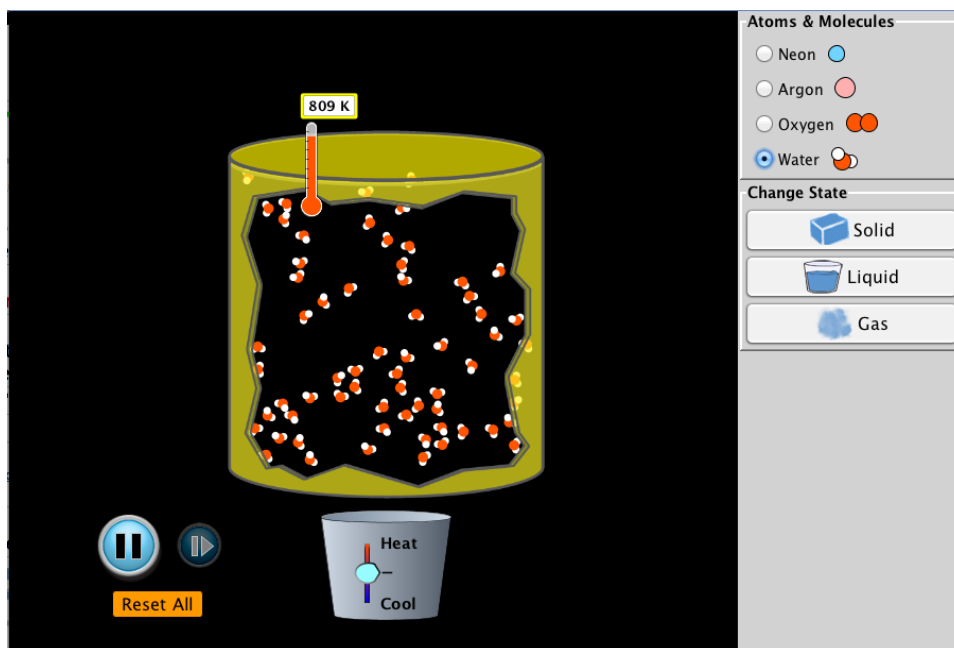 Atoms & Molecules
Neon
Argon
Oxygen
Water
Change State
Solid
Liquid
Gas
809 K
Heat
Cool
Reset All